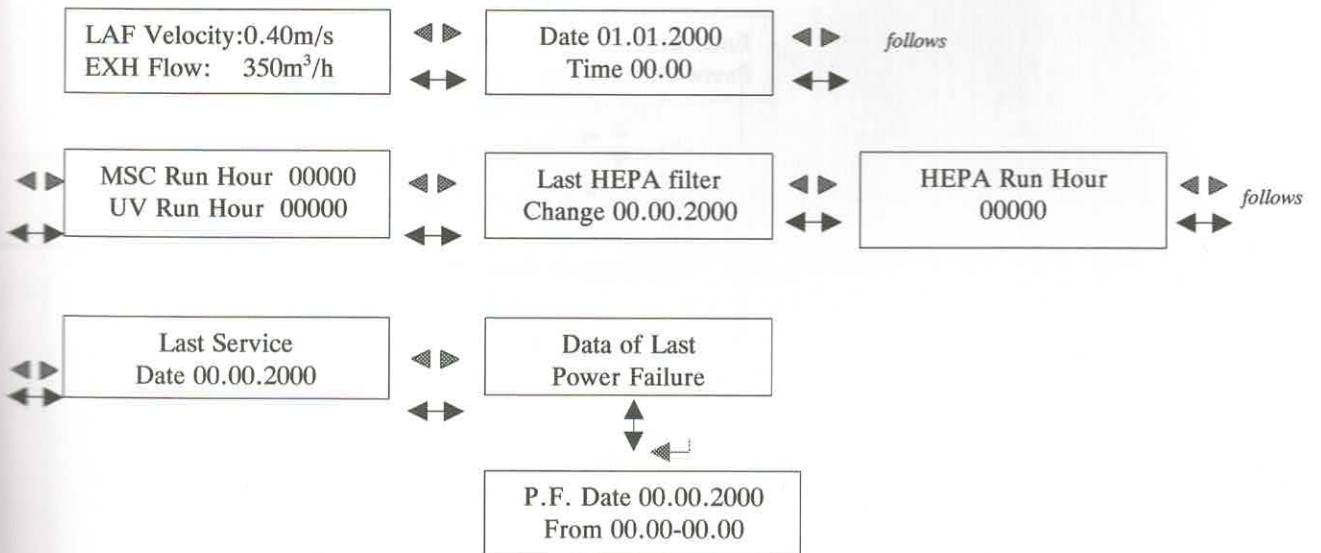 LAF Velocity:0.40m/s
EXH Flow: 350m³/h
Date 01.01.2000
Time 00.00
follows
MSC Run Hour 00000
UV Run Hour 00000
Last HEPA filter
Change 00.00.2000
HEPA Run Hour
00000
follows
Last Service
Date 00.00.2000
Data of Last
Power Failure
P.F. Date 00.00.2000
From 00.00-00.00